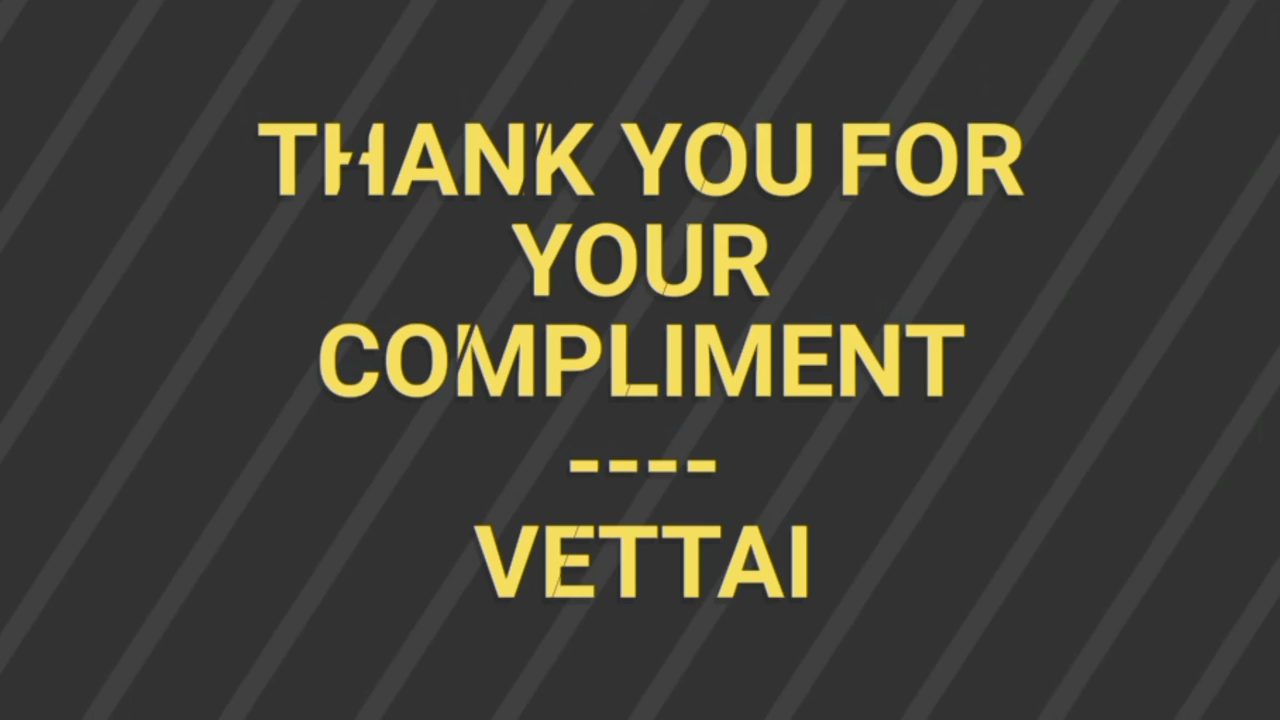 THANK YOU FOR
YOUR
COMPLIMENT
----
VETTAI